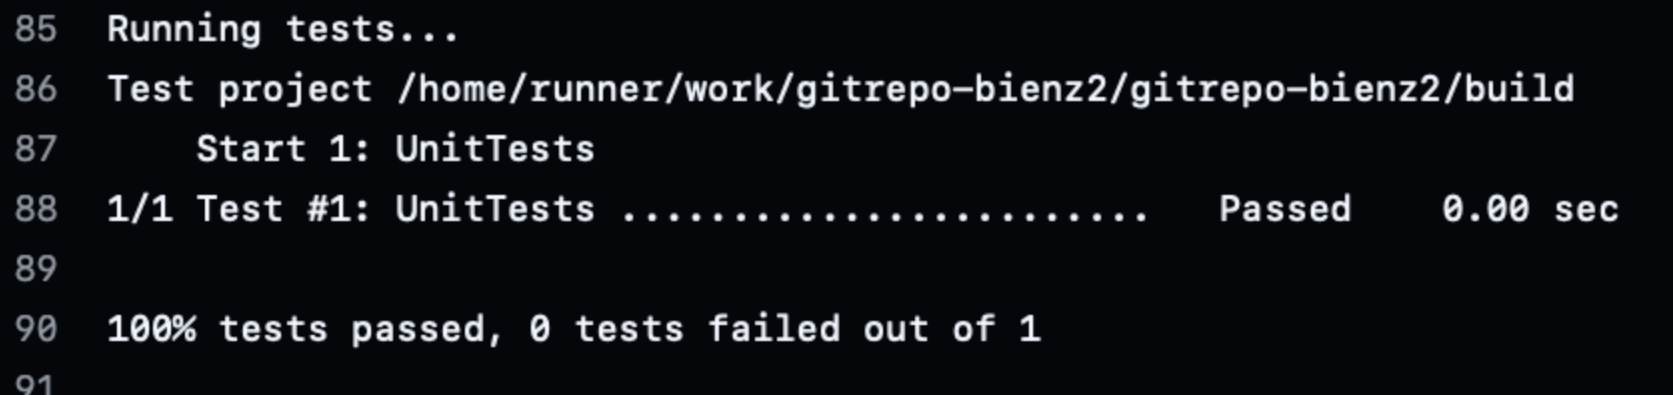 85 Running tests...
86 Test project /home/runner/work/gitrepo-bienz2/gitrepo-bienz2/build
87     Start 1: UnitTests
88 1/1 Test #1: UnitTests ........................   Passed    0.00 sec
89
90 100% tests passed, 0 tests failed out of 1
91